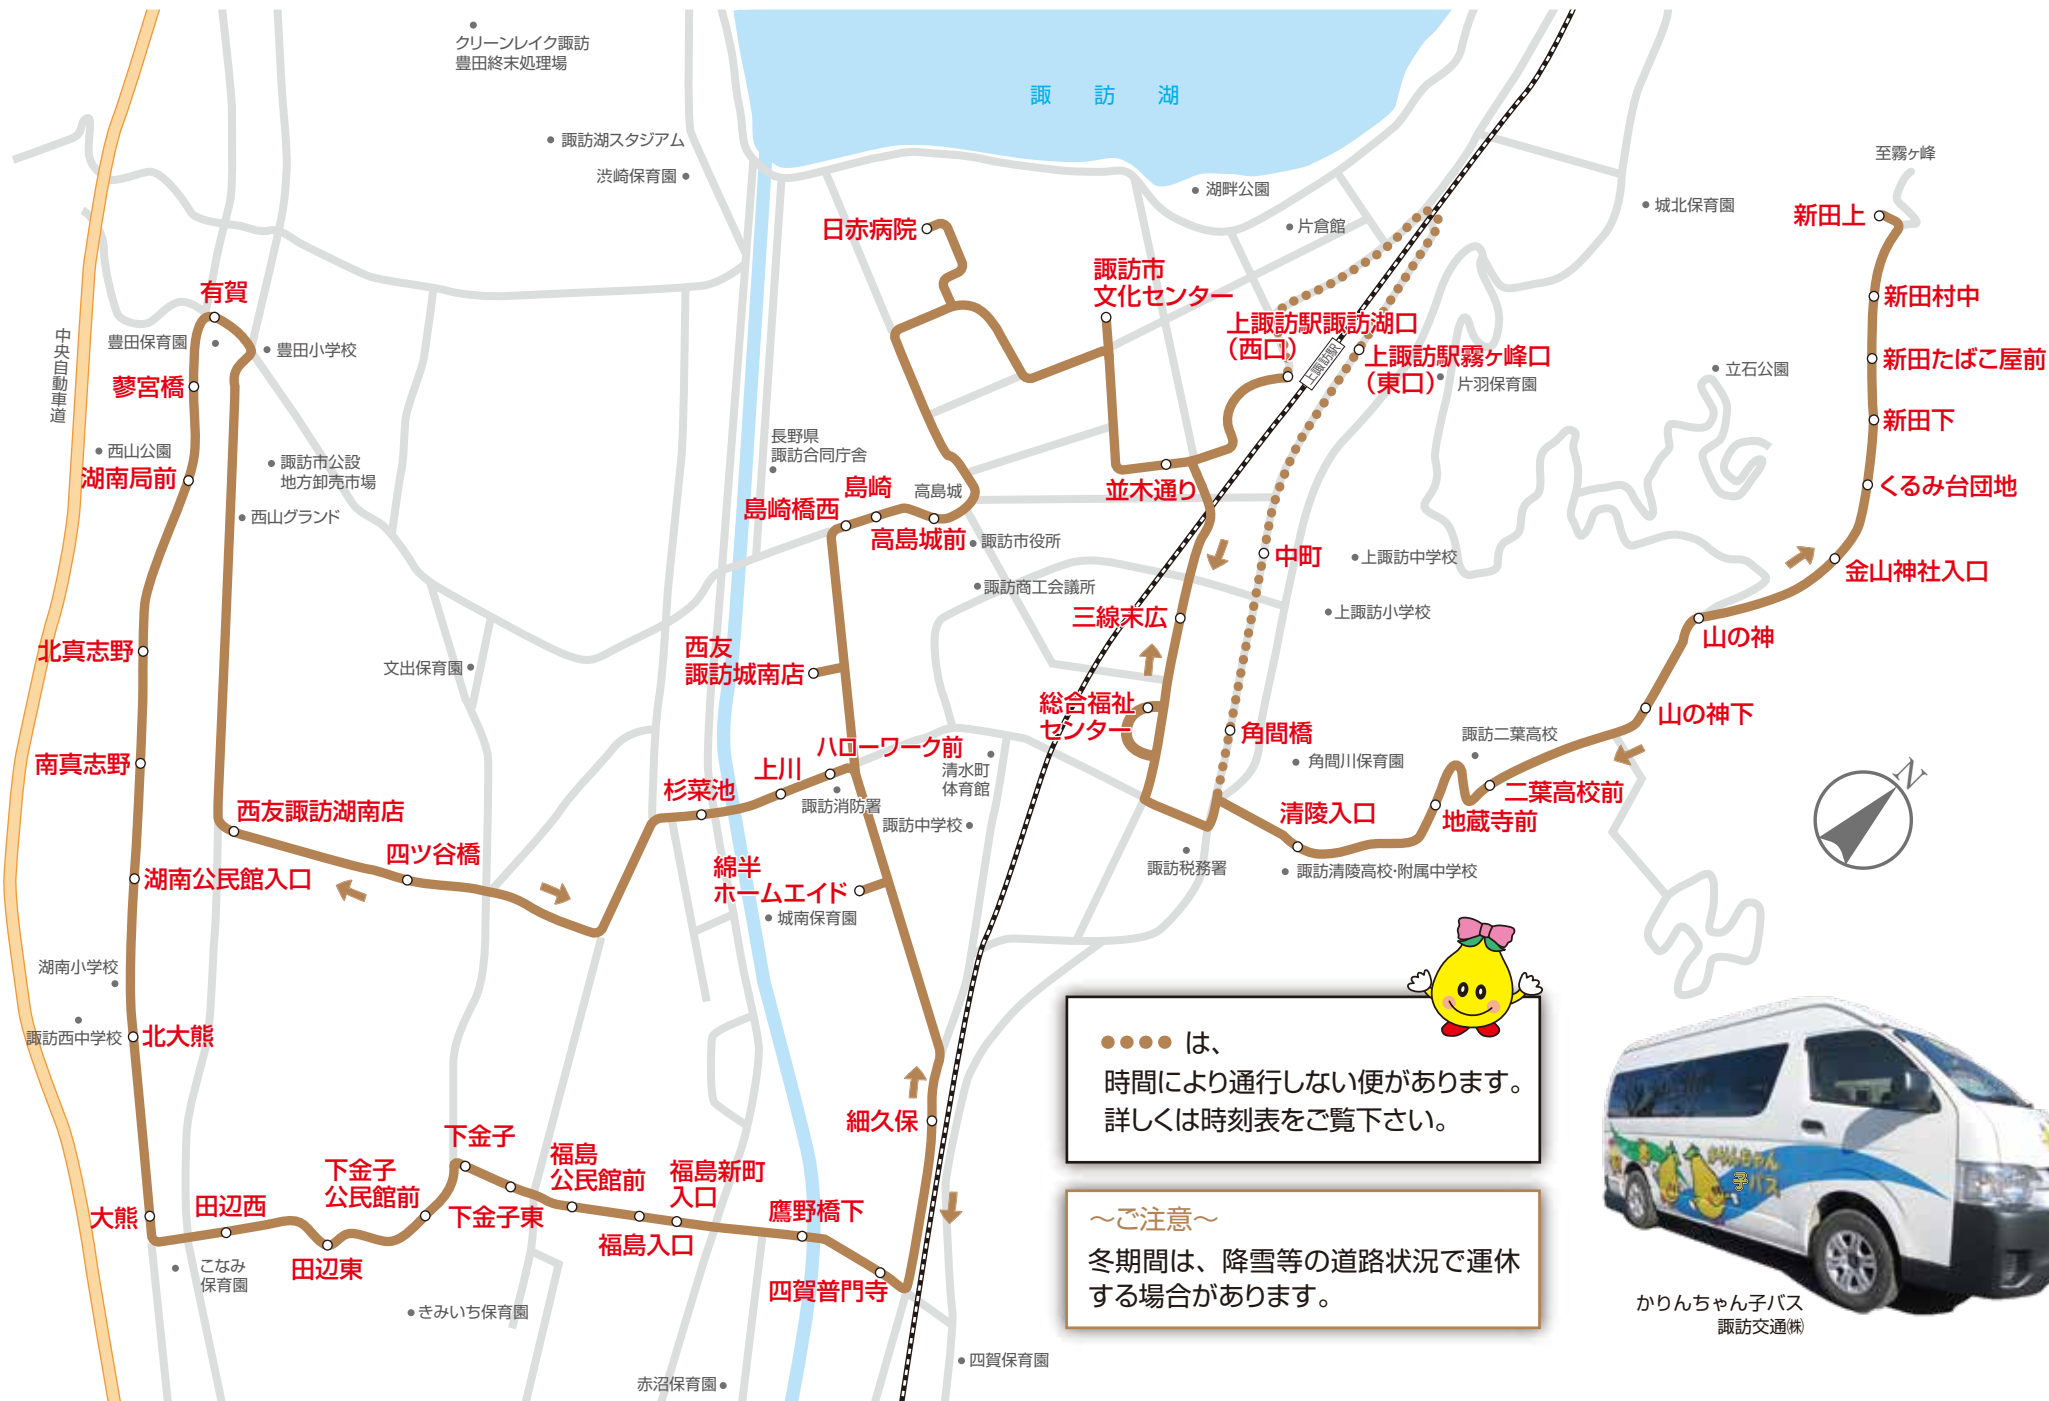 クリーンレイク諏訪
豊田終末処理場
諏訪湖
諏訪湖スタジアム
渋崎保育園
湖畔公園
片倉館
城北保育園
至霧ヶ峰
新田上
日赤病院
諏訪市
文化センター
有賀
新田村中
中央自動車道
豊田保育園
豊田小学校
上諏訪駅諏訪湖口
（西口）
上諏訪駅
上諏訪駅霧ヶ峰口
（東口）
片羽保育園
新田たばこ屋前
立石公園
蓼宮橋
新田下
西山公園
湖南局前
諏訪市公設
地方卸売市場
長野県
諏訪合同庁舎
島崎
高島城
並木通り
くるみ台団地
西山グランド
島崎橋西
高島城前
諏訪市役所
中町
上諏訪中学校
金山神社入口
諏訪商工会議所
三線末広
上諏訪小学校
山の神
北真志野
文出保育園
西友
諏訪城南店
総合福祉
センター
角間橋
山の神下
諏訪二葉高校
南真志野
ハローワーク前
上川
清水町
体育館
角間川保育園
二葉高校前
杉菜池
諏訪消防署
西友諏訪湖南店
諏訪中学校
清陵入口
地蔵寺前
N
四ツ谷橋
湖南公民館入口
綿半
ホームエイド
諏訪税務署
諏訪清陵高校・附属中学校
城南保育園
湖南小学校
諏訪西中学校
北大熊
は、
時間により通行しない便があります。
詳しくは時刻表をご覧下さい。
細久保
下金子
福島
公民館前
福島新町
入口
下金子
公民館前
大熊
田辺西
下金子東
福島入口
鷹野橋下
田辺東
こなみ
保育園
四賀普門寺
～ご注意～
冬期間は、降雪等の道路状況で運休
する場合があります。
きみいち保育園
四賀保育園
赤沼保育園
かりんちゃん
子バス
かりんちゃん子バス
諏訪交通㈱